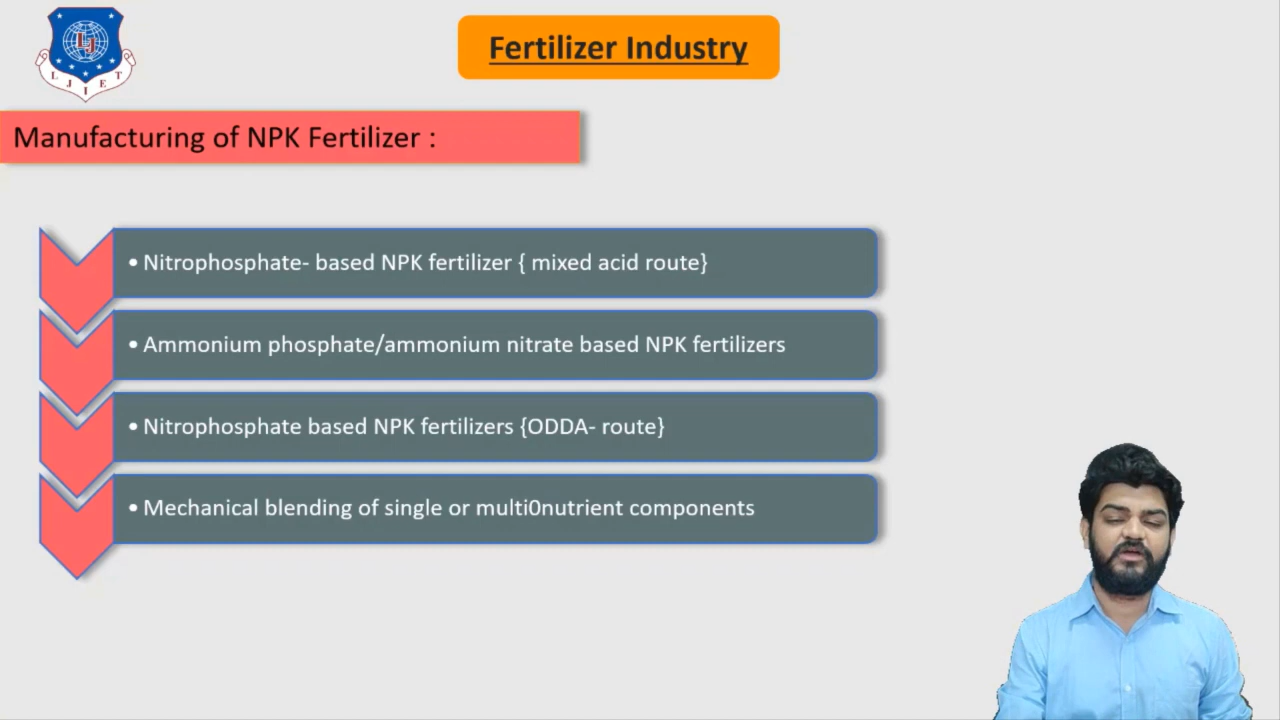 LJ
L J I E T
Fertilizer Industry
Manufacturing of NPK Fertilizer :
• Nitrophosphate- based NPK fertilizer { mixed acid route}
• Ammonium phosphate/ammonium nitrate based NPK fertilizers
• Nitrophosphate based NPK fertilizers {ODDA- route}
• Mechanical blending of single or multi0nutrient components